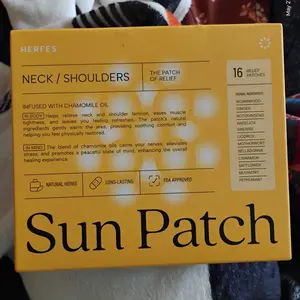 HERFES
NECK / SHOULDERS
THE PATCH
OF RELIEF
16 RELIEF
PATCHES
INFUSED WITH CHAMOMILE OIL
IN BODY Helps relieve neck and shoulder tension, eases muscle
tightness, and leaves you feeling refreshed. The patch's natural
ingredients gently warm the area, providing soothing comfort and
helping you feel physically restored.
IN MIND The blend of chamomile oils calms your nerves, alleviates
stress, and promotes a peaceful state of mind, enhancing the overall
healing experience.
WORMWOOD
GINGER
ANGELICA
LICORICE
MOTHERWORT
CINNAMON
SAFFLOWER
PEPPERMINT
NATURAL HERBS
LONG-LASTING
FDA APPROVED
Sun Patch